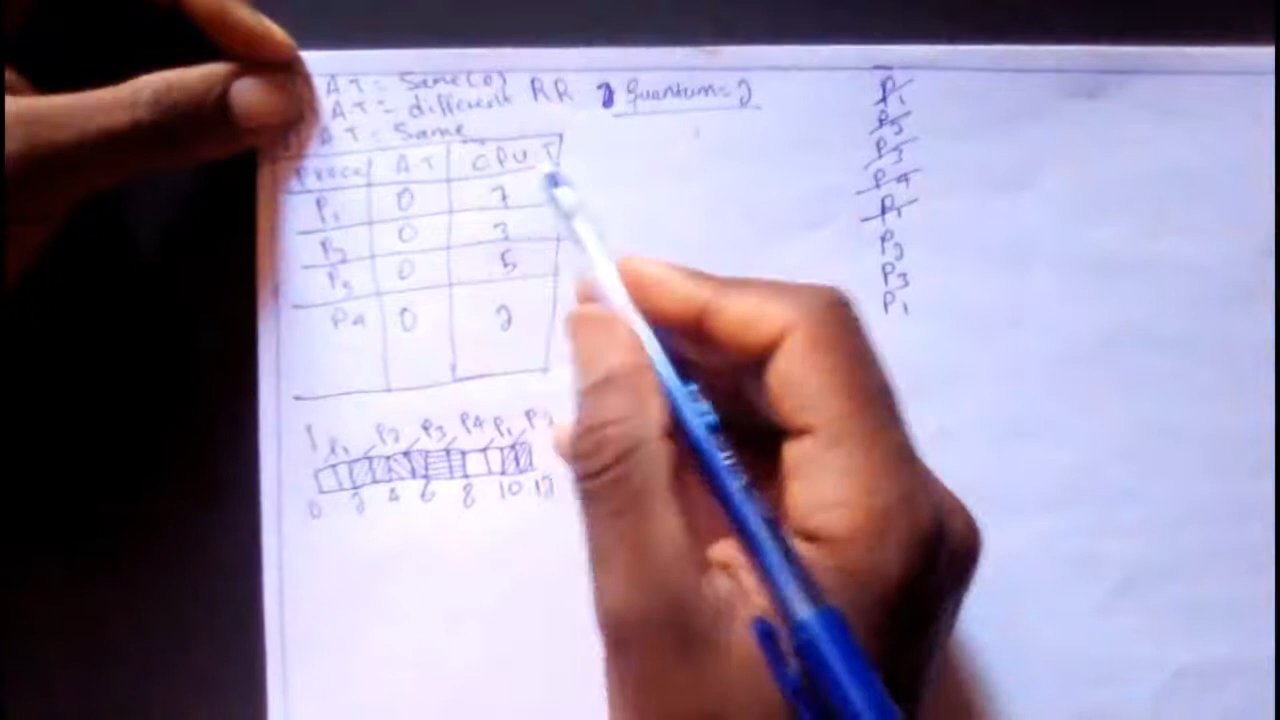 AT = Same(0)
AT = different RR Quantum = 2
AT = Same
Proce AT CPU T
P1 0 7
P2 0 3
P3 0 5
P4 0 2
P1 P2 P3 P4 P1 P2
0 2 4 6 8 10 12
P1
P2
P3
P4
P1
P2
P3
P1